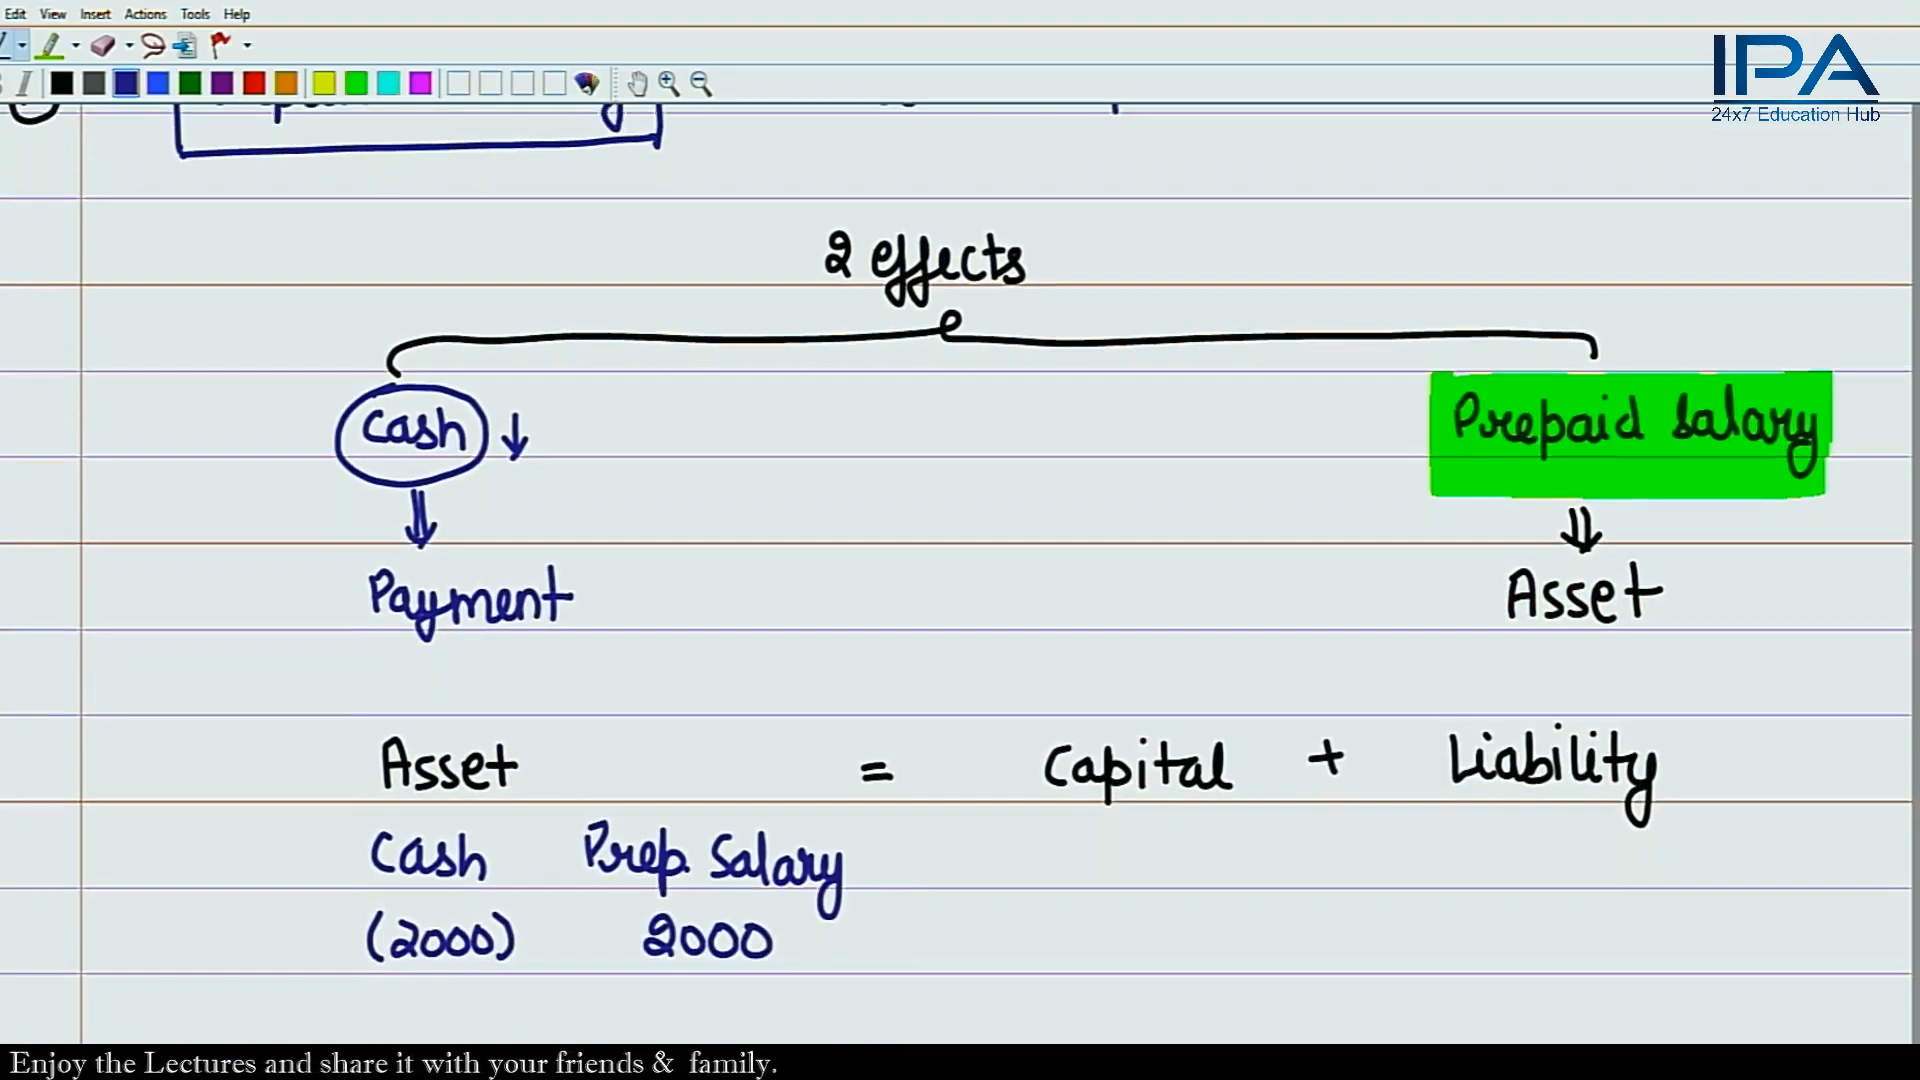 Edit View Insert Actions Tools Help
IPA
24x7 Education Hub
2 effects
Cash ↓
Prepaid Salary
⇓
⇓
Payment
Asset
Asset = Capital + Liability
Cash Prep. Salary
(2000) 2000
Enjoy the Lectures and share it with your friends & family.